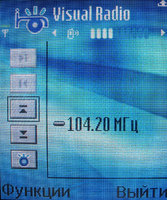 Visual Radio
104.20 МГц
Функции Выйти